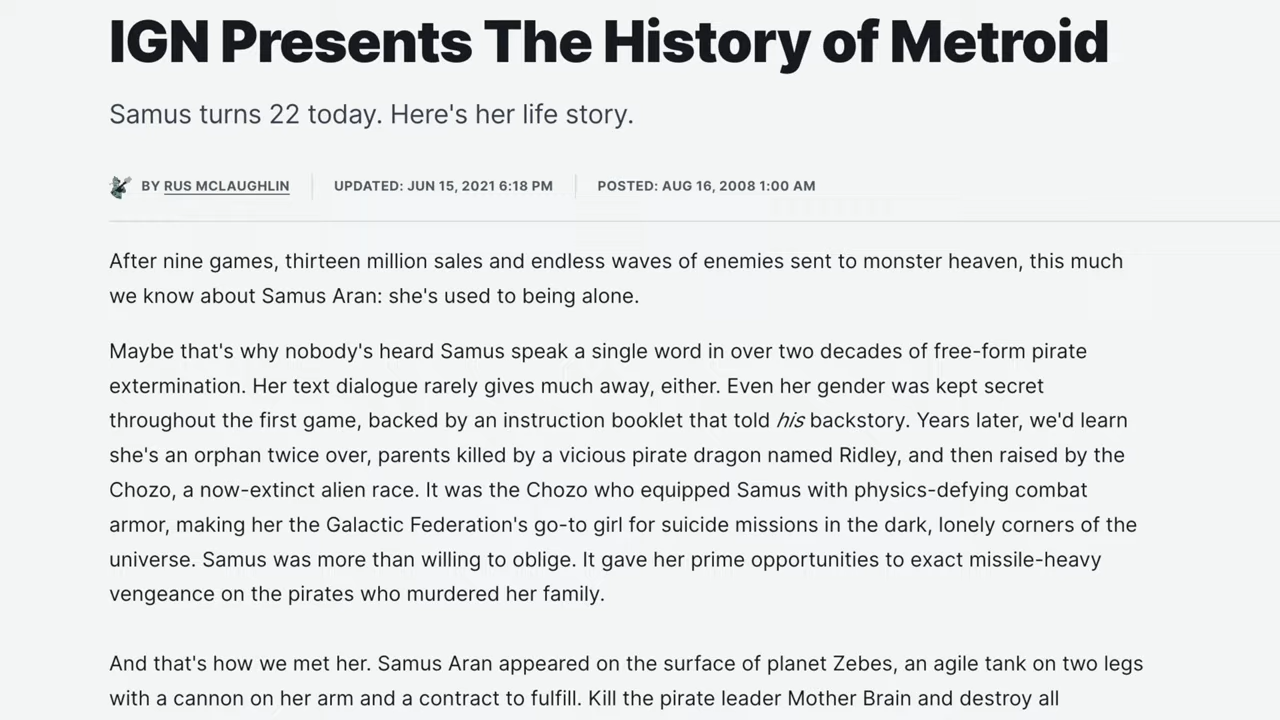 IGN Presents The History of Metroid
Samus turns 22 today. Here's her life story.
BY RUS MCLAUGHLIN UPDATED: JUN 15, 2021 6:18 PM POSTED: AUG 16, 2008 1:00 AM
After nine games, thirteen million sales and endless waves of enemies sent to monster heaven, this much
we know about Samus Aran: she's used to being alone.
Maybe that's why nobody's heard Samus speak a single word in over two decades of free-form pirate
extermination. Her text dialogue rarely gives much away, either. Even her gender was kept secret
throughout the first game, backed by an instruction booklet that told his backstory. Years later, we'd learn
she's an orphan twice over, parents killed by a vicious pirate dragon named Ridley, and then raised by the
Chozo, a now-extinct alien race. It was the Chozo who equipped Samus with physics-defying combat
armor, making her the Galactic Federation's go-to girl for suicide missions in the dark, lonely corners of the
universe. Samus was more than willing to oblige. It gave her prime opportunities to exact missile-heavy
vengeance on the pirates who murdered her family.
And that's how we met her. Samus Aran appeared on the surface of planet Zebes, an agile tank on two legs
with a cannon on her arm and a contract to fulfill. Kill the pirate leader Mother Brain and destroy all